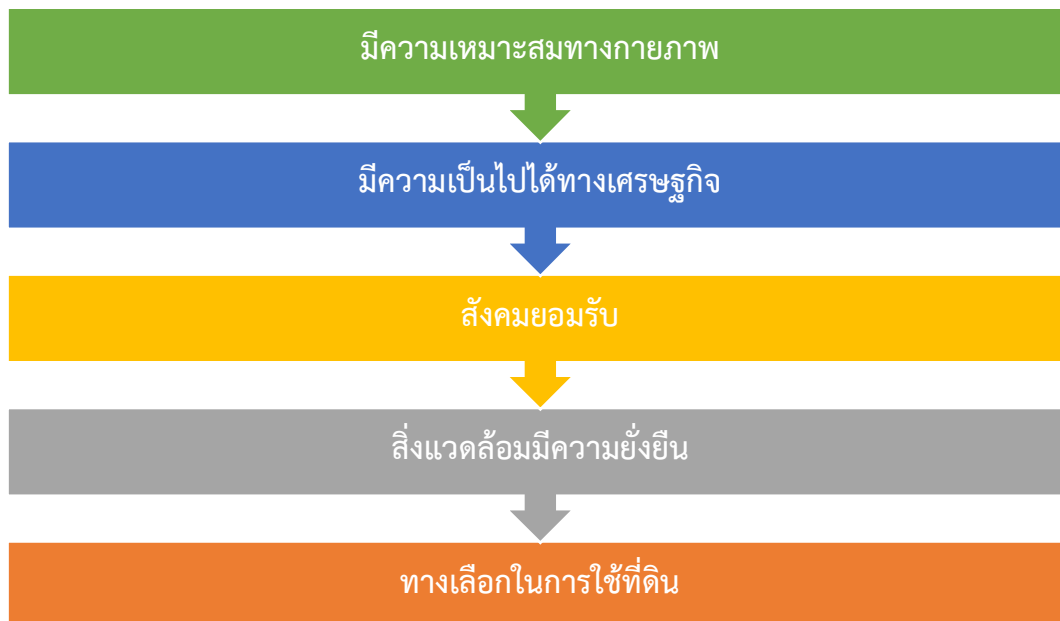 มีความเหมาะสมทางกายภาพ
มีความเป็นไปได้ทางเศรษฐกิจ
สังคมยอมรับ
สิ่งแวดล้อมมีความยั่งยืน
ทางเลือกในการใช้ที่ดิน